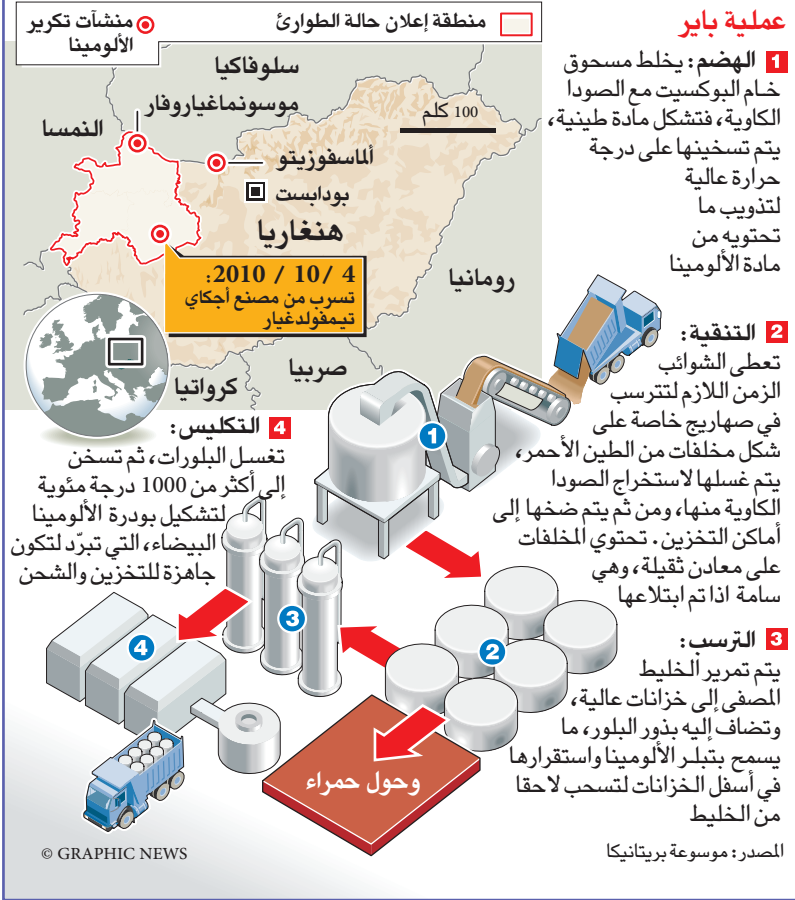 عملية باير
1 الهضم: يخلط مسحوق
خام البوكسيت مع الصودا
الكاوية، فتشكل مادة طينية،
يتم تسخينها على درجة
حرارة عالية
لتذويب ما
تحتويه من
مادة الألومينا
2 التنقية:
تعطى الشوائب
الزمن اللازم لتترسب
في صهاريج خاصة على
شكل مخلفات من الطين الأحمر،
يتم غسلها لاستخراج الصودا
الكاوية منها، ومن ثم يتم ضخها إلى
أماكن التخزين. تحتوي المخلفات
على معادن ثقيلة، وهي
سامة اذا تم ابتلاعها
3 الترسب:
يتم تمرير الخليط
المصفى إلى خزانات عالية،
وتضاف إليه بذور البلور، ما
يسمح بتبلر الألومينا واستقرارها
في أسفل الخزانات لتسحب لاحقا
من الخليط
4 التكليس:
تغسل البلورات، ثم تسخن
إلى أكثر من 1000 درجة مئوية
لتشكيل بودرة الألومينا
البيضاء، التي تبرّد لتكون
جاهزة للتخزين والشحن
منطقة إعلان حالة الطوارئ
منشآت تكرير
الألومينا
سلوفاكيا
موسونماغياروفار
النمسا
100 كلم
ألماسفوزيتو
بودابست
هنغاريا
رومانيا
4 /10 / 2010:
تسرب من مصنع أجكاي
تيمفولدغيار
صربيا
كرواتيا
1
2
3
4
وحول حمراء
المصدر: موسوعة بريتانيكا
© GRAPHIC NEWS